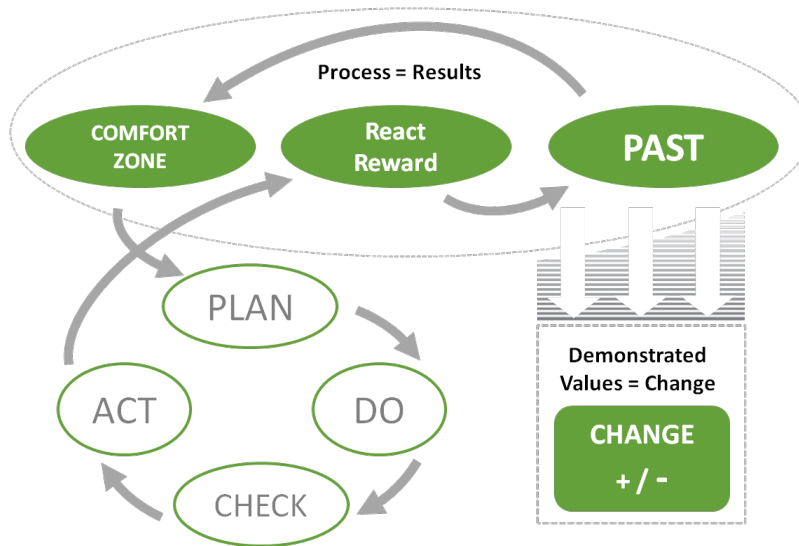 Process = Results
COMFORT
ZONE
React
Reward
PAST
PLAN
ACT
DO
CHECK
Demonstrated
Values = Change
CHANGE
+ / -